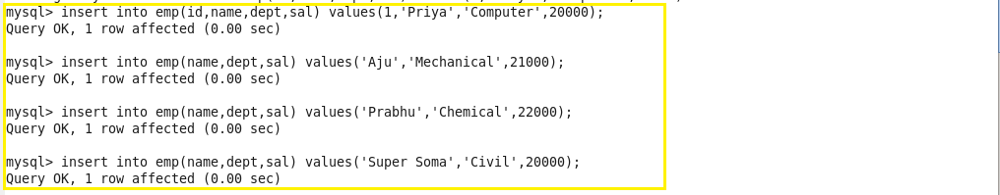 mysql> insert into emp(id,name,dept,sal) values(1,'Priya','Computer',20000);
Query OK, 1 row affected (0.00 sec)
mysql> insert into emp(name,dept,sal) values('Aju','Mechanical',21000);
Query OK, 1 row affected (0.00 sec)
mysql> insert into emp(name,dept,sal) values('Prabhu','Chemical',22000);
Query OK, 1 row affected (0.00 sec)
mysql> insert into emp(name,dept,sal) values('Super Soma','Civil',20000);
Query OK, 1 row affected (0.00 sec)